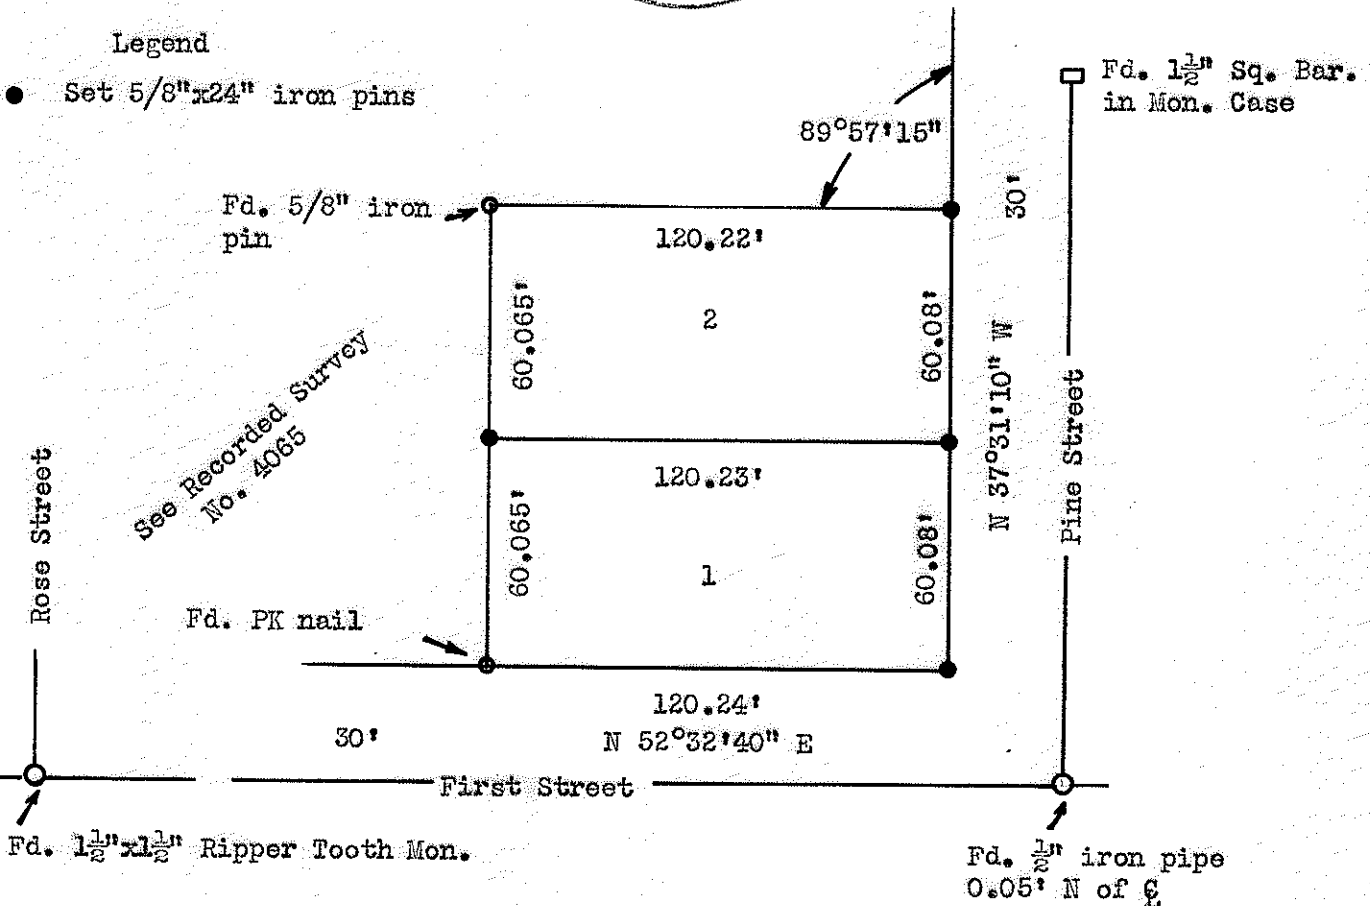 Legend
Set 5/8"x24" iron pins
Fd. 1½" Sq. Bar.
in Mon. Case
89°57'15"
Fd. 5/8" iron
pin
30'
120.22'
60.065'
2
60.08'
See Recorded Survey
No. 4065
N 37°31'10" W
Pine Street
Rose Street
120.23'
60.065'
1
60.08'
Fd. PK nail
120.24'
30'
N 52°32'40" E
First Street
Fd. 1½"x1½" Ripper Tooth Mon.
Fd. ½" iron pipe
0.05' N of ℄